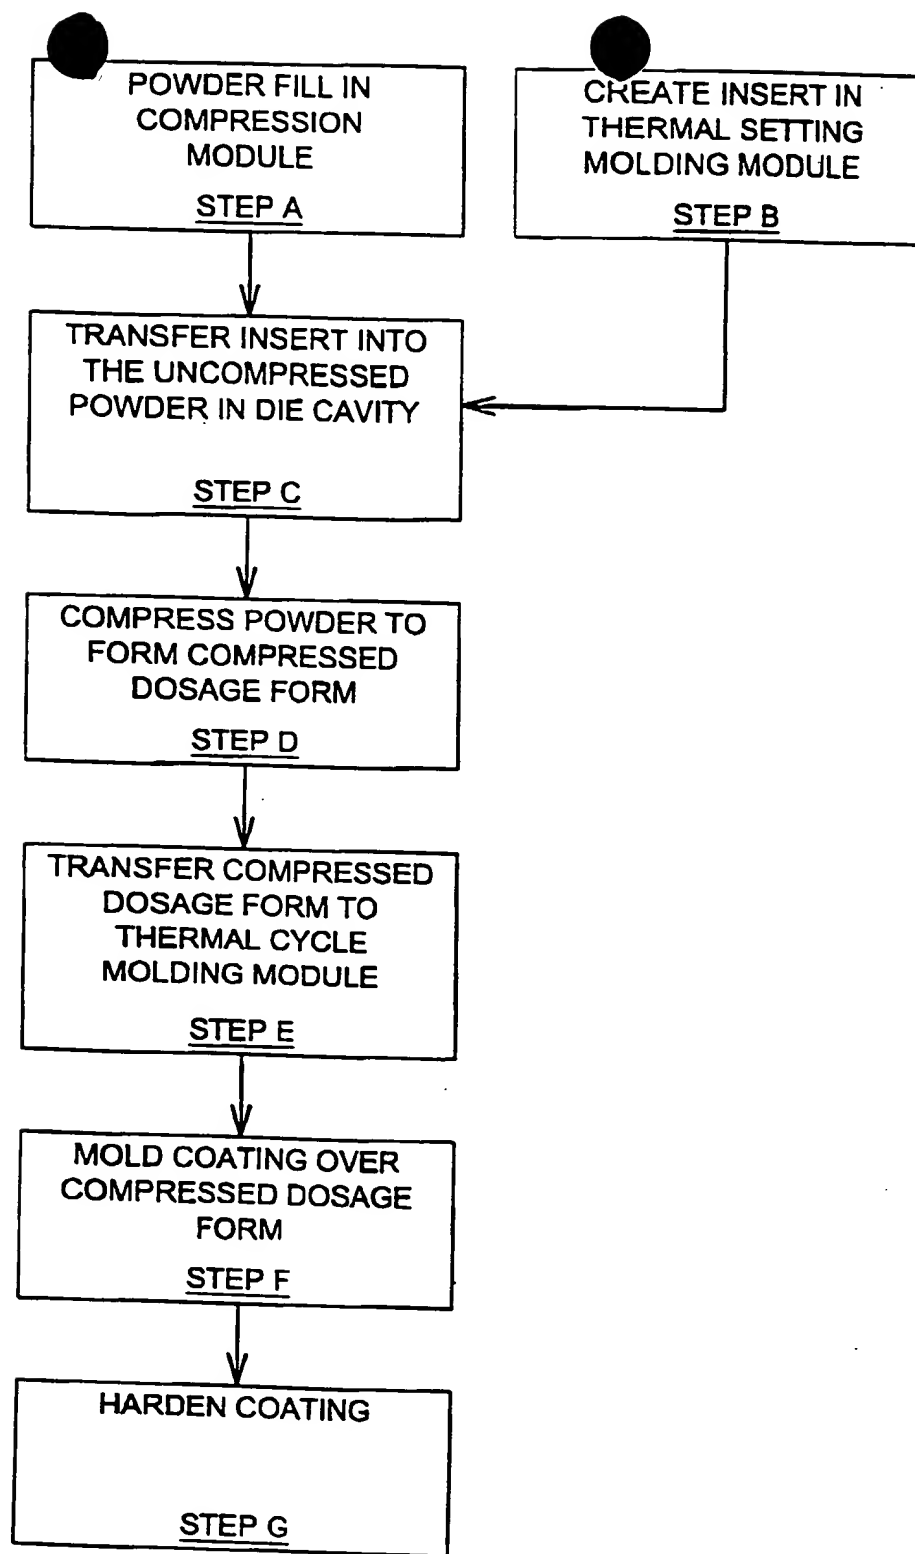 POWDER FILL IN
COMPRESSION
MODULE
STEP A
CREATE INSERT IN
THERMAL SETTING
MOLDING MODULE
STEP B
TRANSFER INSERT INTO
THE UNCOMPRESSED
POWDER IN DIE CAVITY
STEP C
COMPRESS POWDER TO
FORM COMPRESSED
DOSAGE FORM
STEP D
TRANSFER COMPRESSED
DOSAGE FORM TO
THERMAL CYCLE
MOLDING MODULE
STEP E
MOLD COATING OVER
COMPRESSED DOSAGE
FORM
STEP F
HARDEN COATING
STEP G